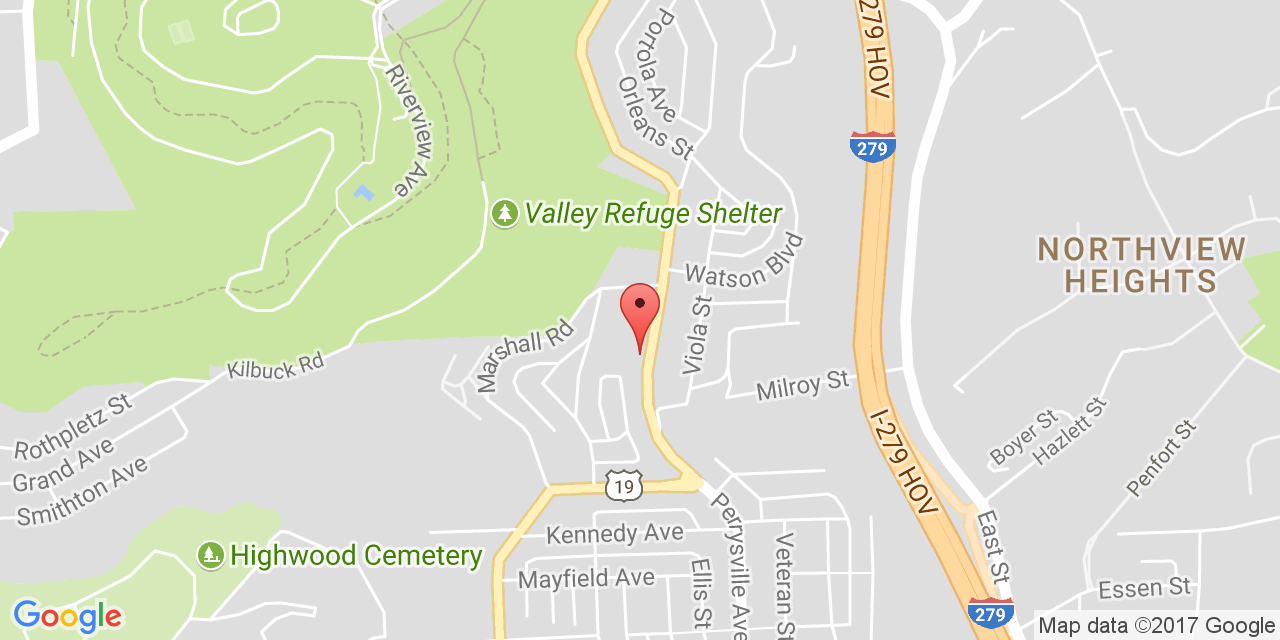 I-279 HOV
Portola Ave
Orleans St
Riverview Ave
279
Valley Refuge Shelter
NORTHVIEW
HEIGHTS
Watson Blvd
Viola St
Marshall Rd
Kilbuck Rd
Milroy St
Rothpletz St
Grand Ave
Smithton Ave
I-279 HOV
Boyer St
Hazlett St
Penfort St
19
Perrysville Ave
Kennedy Ave
Highwood Cemetery
Mayfield Ave
Ellis St
Veteran St
East St
Essen St
279
Google
Map data ©2017 Google